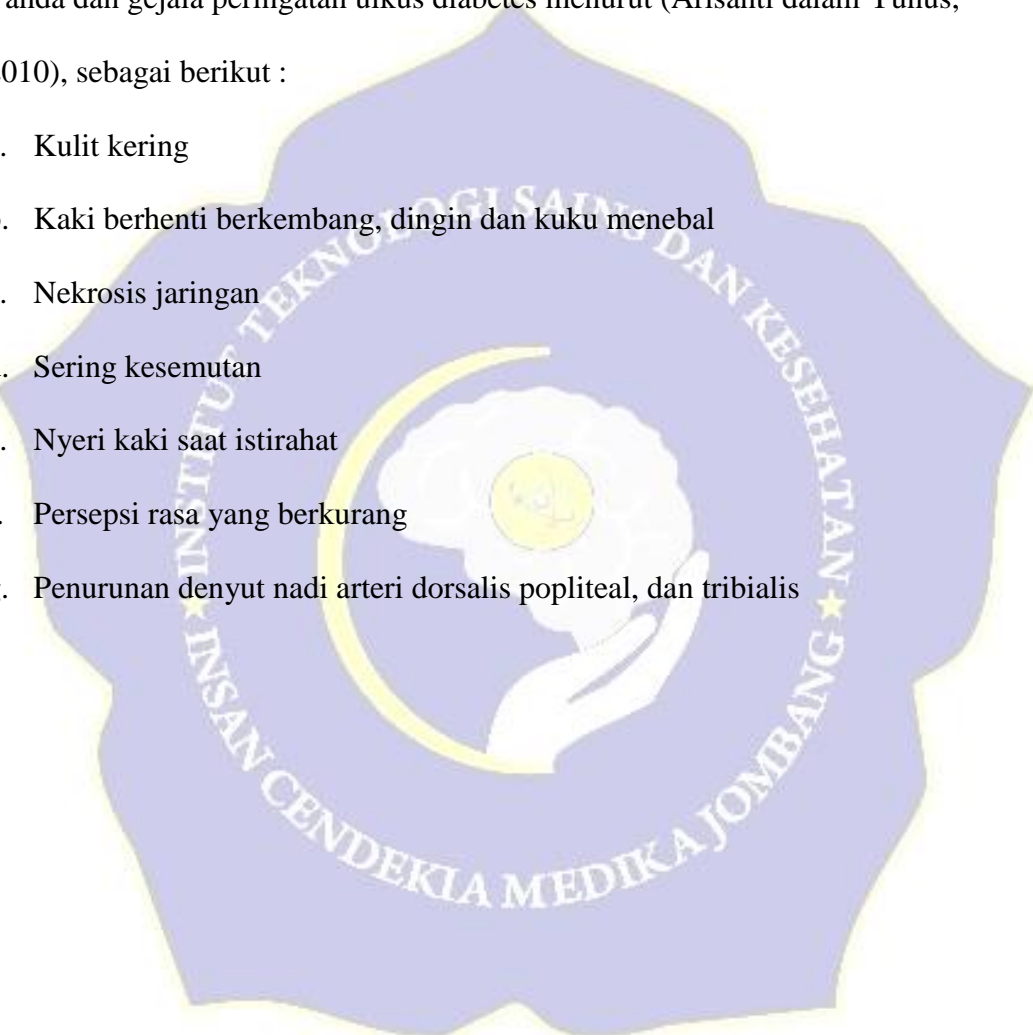 anda dan gejala peringatan ulkus diabetes menurut (Arisanti dalam Yunus,
010), sebagai berikut :
. Kulit kering
. Kaki berhenti berkembang, dingin dan kuku menebal
. Nekrosis jaringan
. Sering kesemutan
. Nyeri kaki saat istirahat
. Persepsi rasa yang berkurang
. Penurunan denyut nadi arteri dorsalis popliteal, dan tribialis
INSTITUT TEKNOLOGI SAINS DAN KESEHATAN
INSAN CENDEKIA MEDIKA JOMBANG